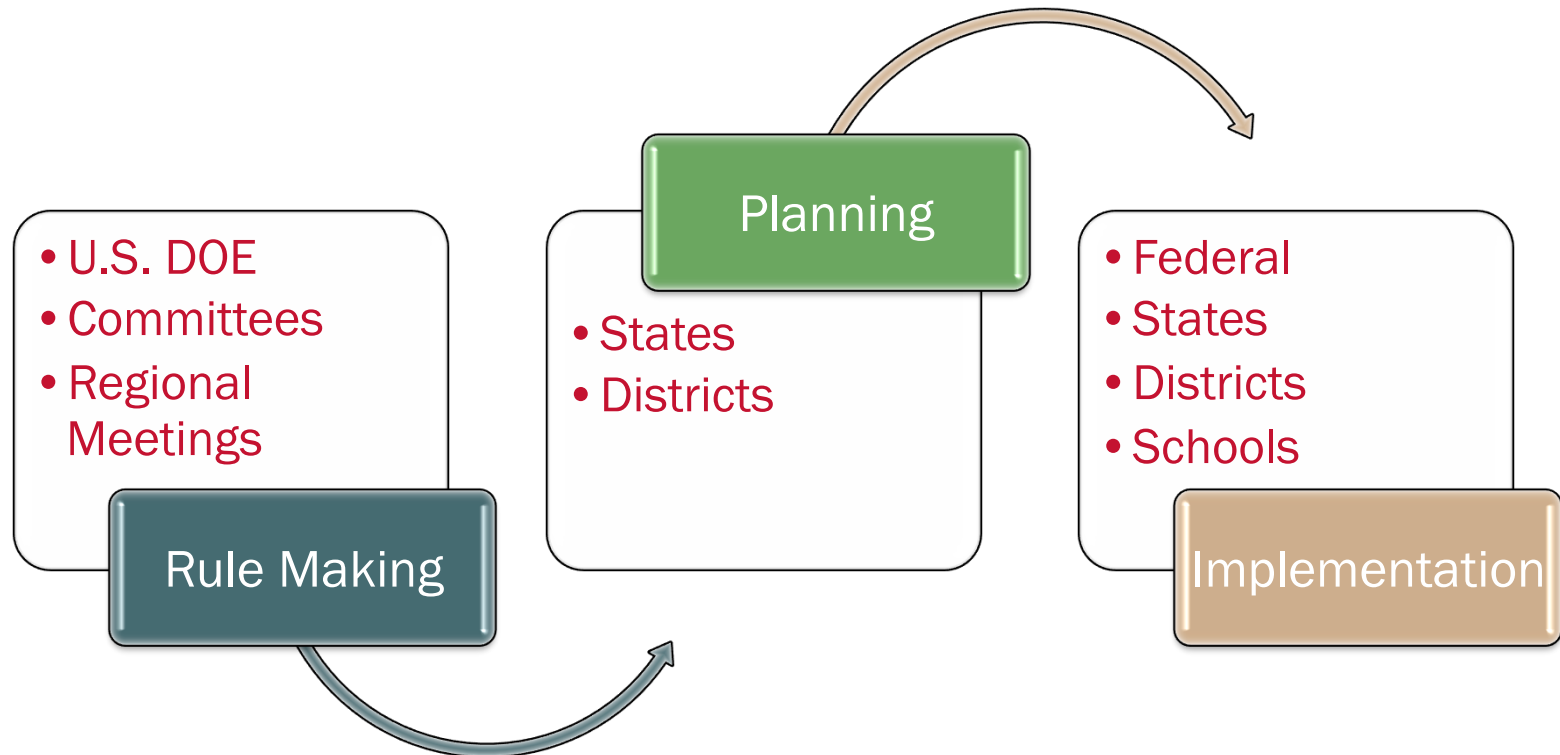 • U.S. DOE
• Committees
• Regional
Meetings
Rule Making
Planning
• States
• Districts
• Federal
• States
• Districts
• Schools
Implementation